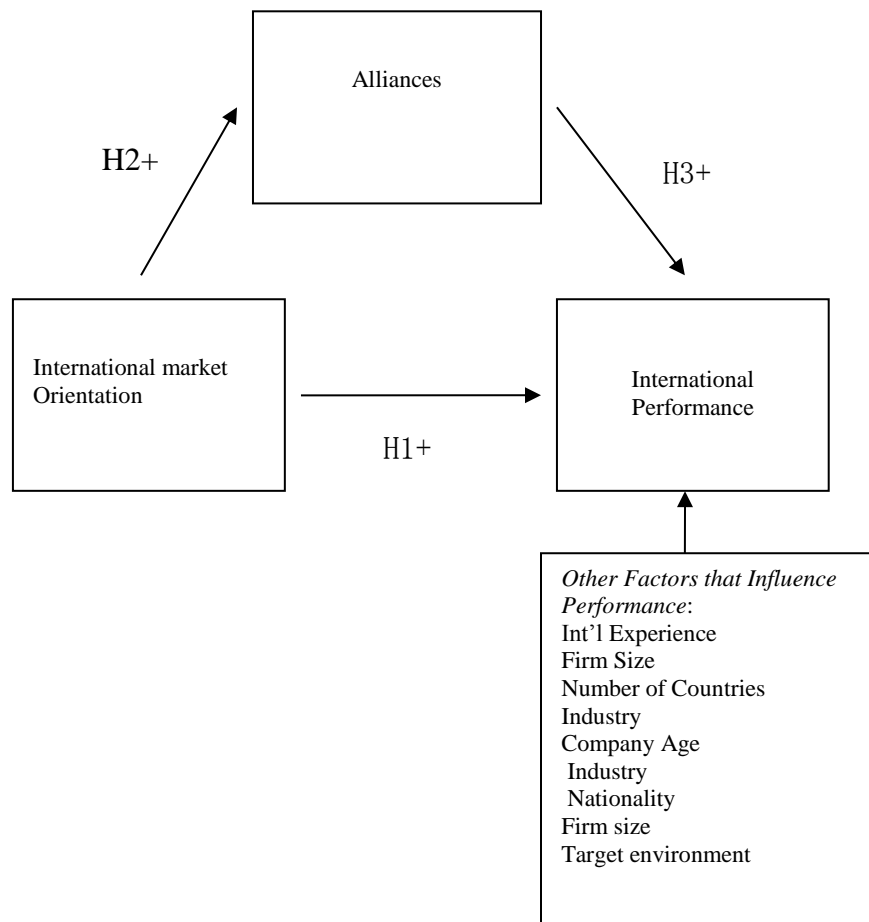 Alliances
H2+
H3+
International market
Orientation
International
Performance
H1+
Other Factors that Influence
Performance:
Int’l Experience
Firm Size
Number of Countries
Industry
Company Age
Industry
Nationality
Firm size
Target environment